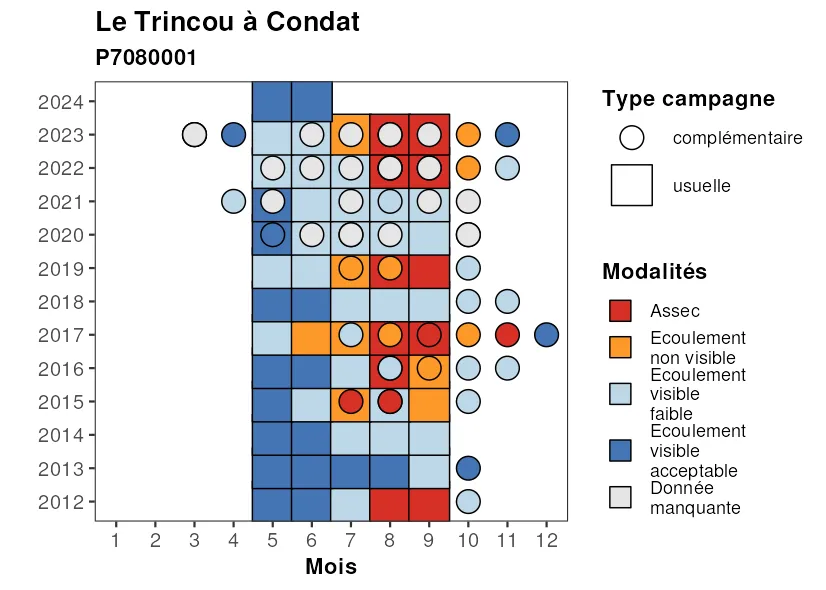 Le Trincou à Condat
P7080001
2024
2023
2022
2021
2020
2019
2018
2017
2016
2015
2014
2013
2012
1 2 3 4 5 6 7 8 9 10 11 12
Mois
Type campagne
complémentaire
usuelle
Modalités
Assec
Ecoulement
non visible
Ecoulement
visible
faible
Ecoulement
visible
acceptable
Donnée
manquante